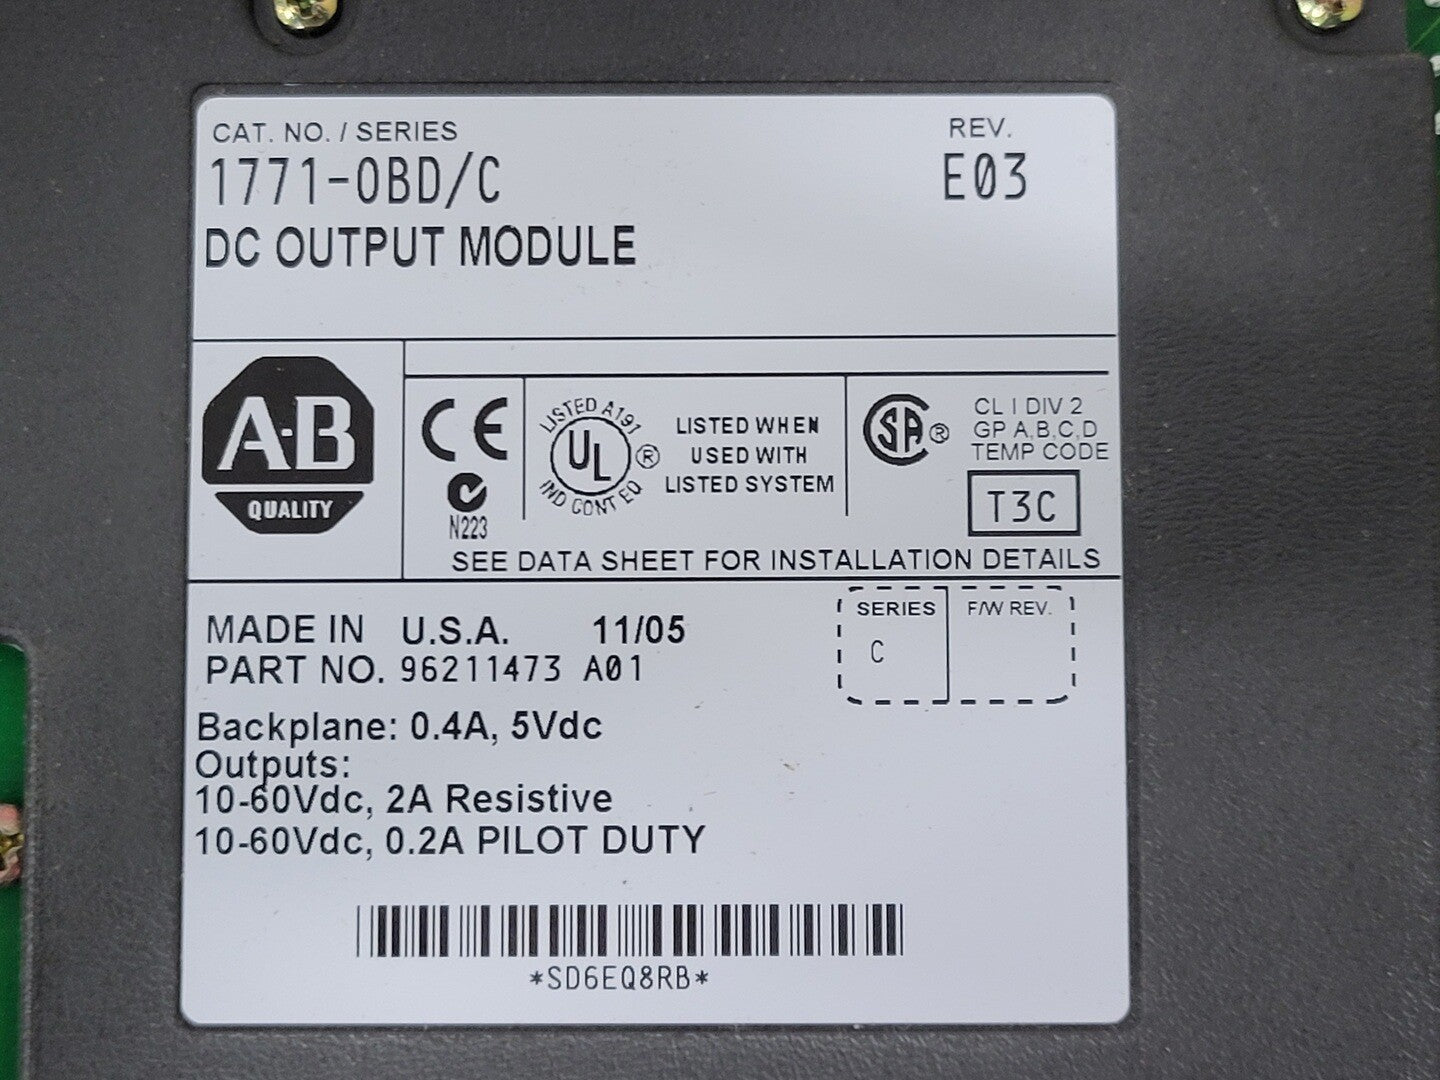 CAT. NO. / SERIES
1771-OBD/C
REV.
E03
DC OUTPUT MODULE
A-B
QUALITY
CE
N223
LISTED A191
UL ®
IND CONT EQ
LISTED WHEN
USED WITH
LISTED SYSTEM
SA ®
CL I DIV 2
GP A,B,C,D
TEMP CODE
T3C
SEE DATA SHEET FOR INSTALLATION DETAILS
MADE IN U.S.A. 11/05
PART NO. 96211473 A01
SERIES
C
F/W REV.
Backplane: 0.4A, 5Vdc
Outputs:
10-60Vdc, 2A Resistive
10-60Vdc, 0.2A PILOT DUTY
*SD6EQ8RB*